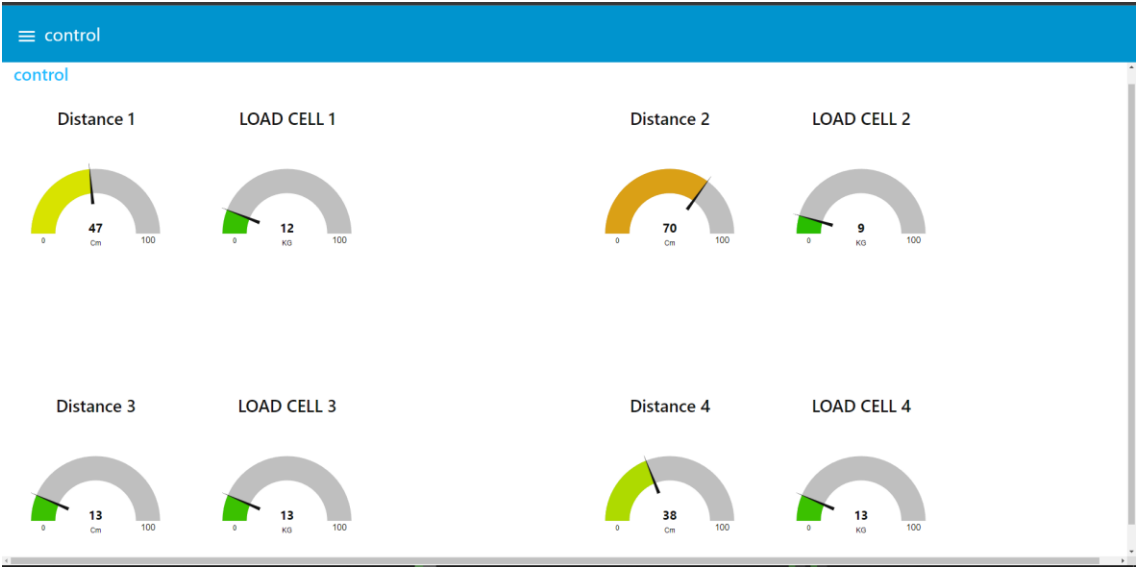 control
control
Distance 1
LOAD CELL 1
Distance 2
LOAD CELL 2
47
0 Cm 100
12
0 KG 100
70
0 Cm 100
9
0 KG 100
Distance 3
LOAD CELL 3
Distance 4
LOAD CELL 4
13
0 Cm 100
13
0 KG 100
38
0 Cm 100
13
0 KG 100